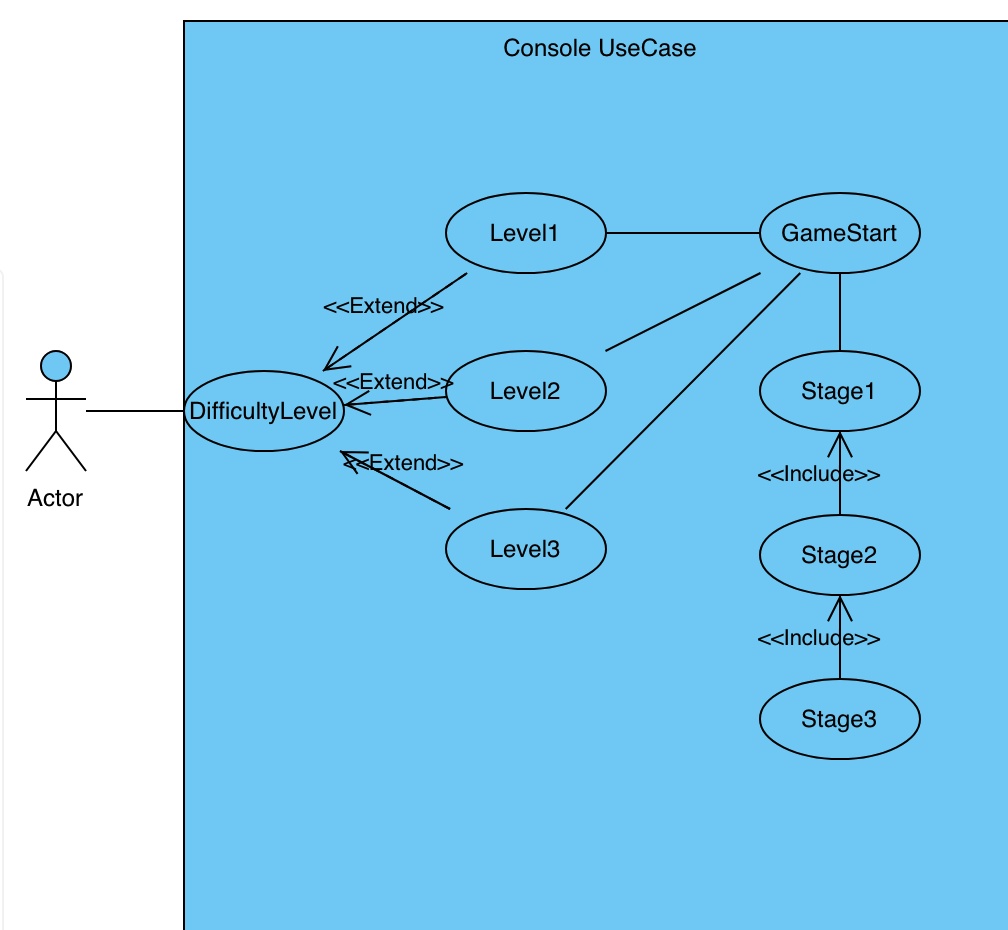 Console UseCase
Level1
GameStart
<<Extend>>
<<Extend>>
Level2
Stage1
DifficultyLevel
<<Extend>>
<<Include>>
Actor
Level3
Stage2
<<Include>>
Stage3